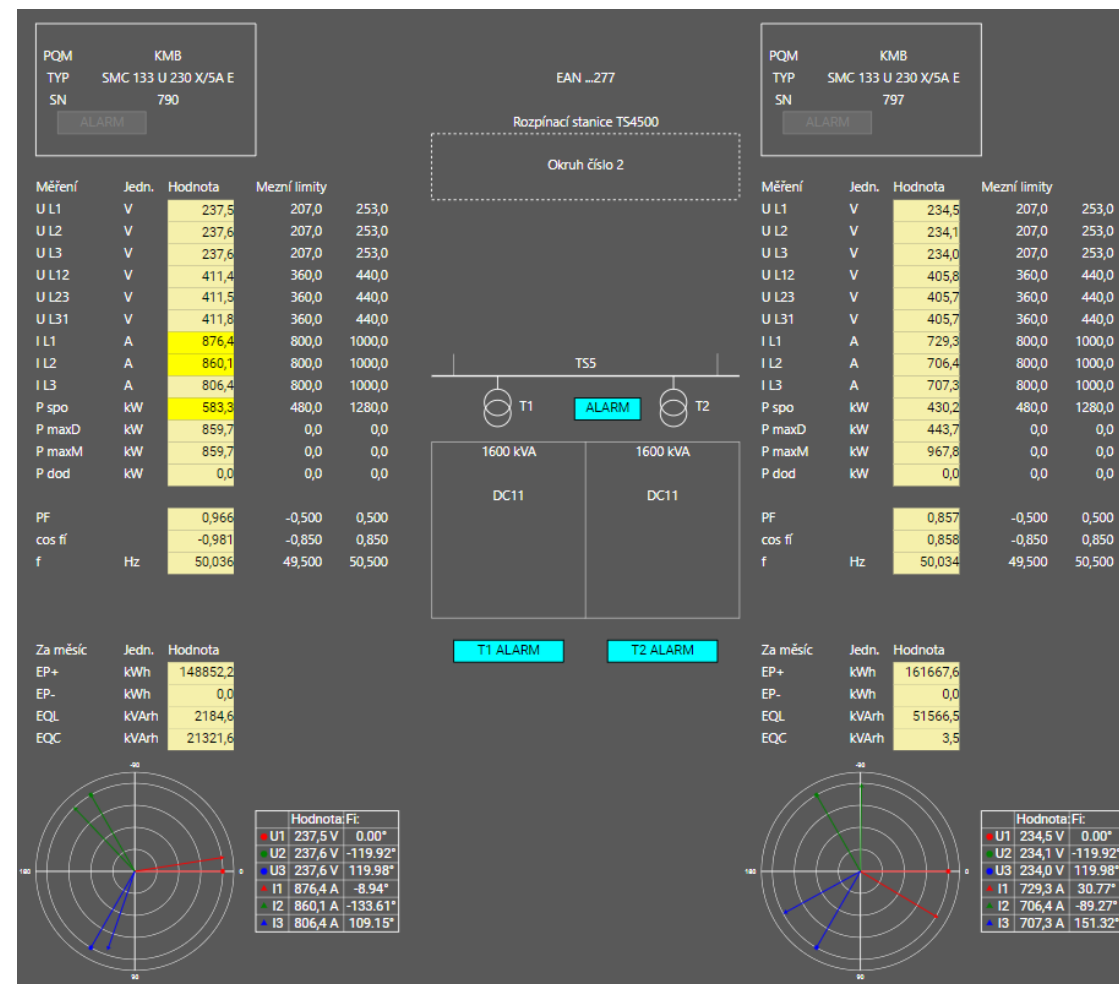 PQM KMB
TYP SMC 133 U 230 X/5A E
SN 790
ALARM
Měření Jedn. Hodnota Mezní limity
U L1 V 237,5 207,0 253,0
U L2 V 237,6 207,0 253,0
U L3 V 237,6 207,0 253,0
U L12 V 411,4 360,0 440,0
U L23 V 411,5 360,0 440,0
U L31 V 411,8 360,0 440,0
I L1 A 876,4 800,0 1000,0
I L2 A 860,1 800,0 1000,0
I L3 A 806,4 800,0 1000,0
P spo kW 583,3 480,0 1280,0
P maxD kW 859,7 0,0 0,0
P maxM kW 859,7 0,0 0,0
P dod kW 0,0 0,0 0,0
PF 0,966 -0,500 0,500
cos fí -0,981 -0,850 0,850
f Hz 50,036 49,500 50,500
Za měsíc Jedn. Hodnota
EP+ kWh 148852,2
EP- kWh 0,0
EQL kVArh 2184,6
EQC kVArh 21321,6
-90
180
0
90
Hodnota: Fi:
U1 237,5 V 0.00°
U2 237,6 V -119.92°
U3 237,6 V 119.98°
I1 876,4 A -8.94°
I2 860,1 A -133.61°
I3 806,4 A 109.15°
EAN ...277
Rozpínací stanice TS4500
Okruh číslo 2
TS5
T1 ALARM T2
1600 kVA 1600 kVA
DC11 DC11
T1 ALARM T2 ALARM
PQM KMB
TYP SMC 133 U 230 X/5A E
SN 797
ALARM
Měření Jedn. Hodnota Mezní limity
U L1 V 234,5 207,0 253,0
U L2 V 234,1 207,0 253,0
U L3 V 234,0 207,0 253,0
U L12 V 405,8 360,0 440,0
U L23 V 405,7 360,0 440,0
U L31 V 405,7 360,0 440,0
I L1 A 729,3 800,0 1000,0
I L2 A 706,4 800,0 1000,0
I L3 A 707,3 800,0 1000,0
P spo kW 430,2 480,0 1280,0
P maxD kW 443,7 0,0 0,0
P maxM kW 967,8 0,0 0,0
P dod kW 0,0 0,0 0,0
PF 0,857 -0,500 0,500
cos fí 0,858 -0,850 0,850
f Hz 50,034 49,500 50,500
Za měsíc Jedn. Hodnota
EP+ kWh 161667,6
EP- kWh 0,0
EQL kVArh 51566,5
EQC kVArh 3,5
-90
180
0
90
Hodnota: Fi:
U1 234,5 V 0.00°
U2 234,1 V -119.92°
U3 234,0 V 119.98°
I1 729,3 A 30.77°
I2 706,4 A -89.27°
I3 707,3 A 151.32°